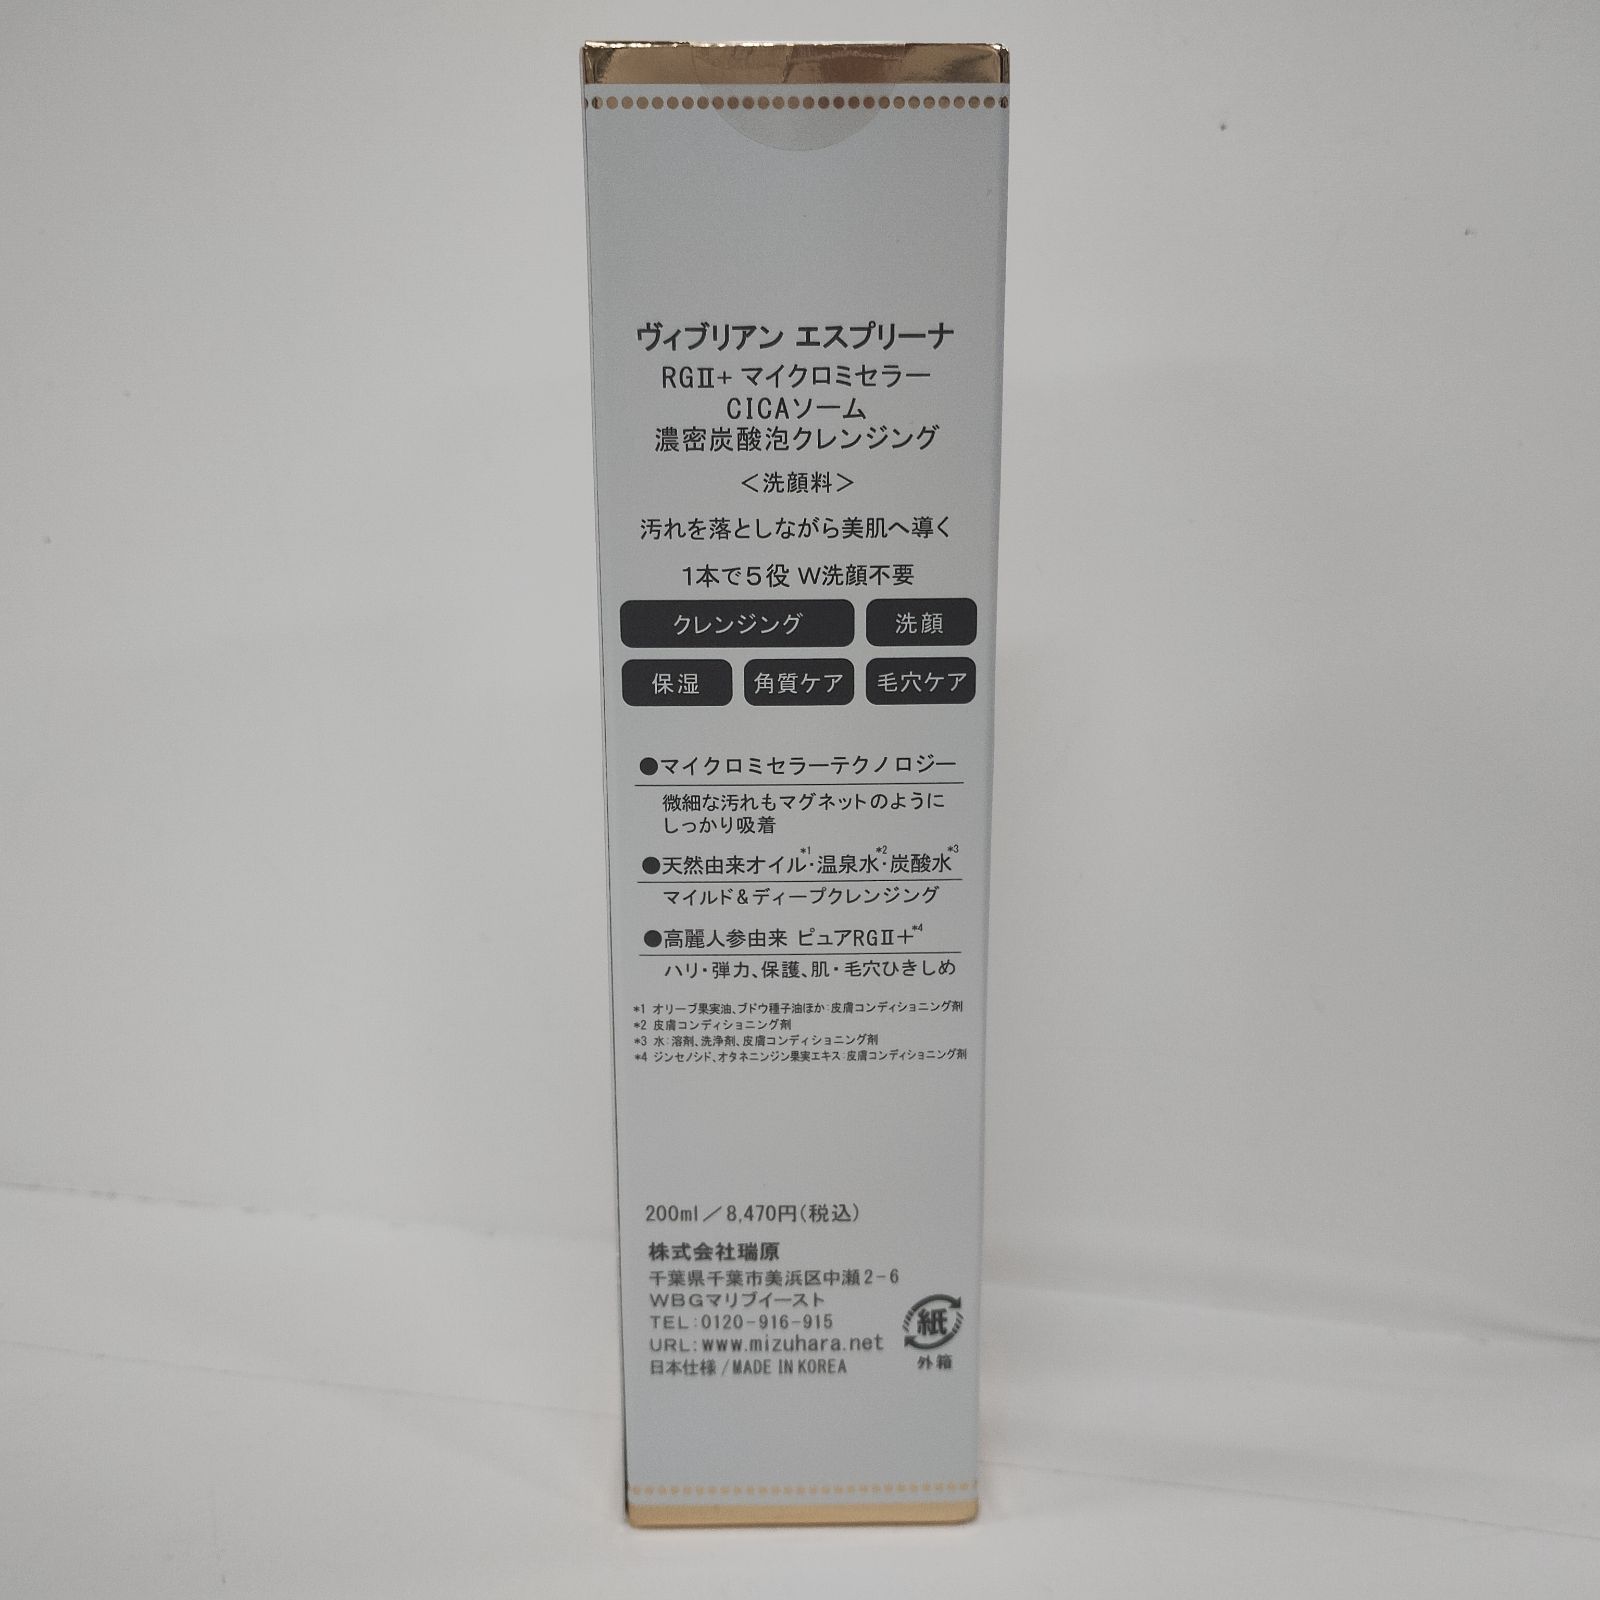 ヴィブリアン エスプリーナ
RGⅡ+ マイクロミセラー
CICAソーム
濃密炭酸泡クレンジング
＜洗顔料＞
汚れを落としながら美肌へ導く
1本で5役 W洗顔不要
クレンジング 洗顔
保湿 角質ケア 毛穴ケア
●マイクロミセラーテクノロジー
微細な汚れもマグネットのように
しっかり吸着
●天然由来オイル*1・温泉水*2・炭酸水*3
マイルド＆ディープクレンジング
●高麗人参由来 ピュアRGⅡ＋*4
ハリ・弾力、保護、肌・毛穴ひきしめ
*1 オリーブ果実油、ブドウ種子油ほか：皮膚コンディショニング剤
*2 皮膚コンディショニング剤
*3 水：溶剤、洗浄剤、皮膚コンディショニング剤
*4 ジンセノシド、オタネニンジン果実エキス：皮膚コンディショニング剤
200ml／8,470円(税込)
株式会社瑞原
千葉県千葉市美浜区中瀬2-6
WBGマリブイースト
TEL:0120-916-915
URL:www.mizuhara.net
日本仕様/MADE IN KOREA
紙
外箱